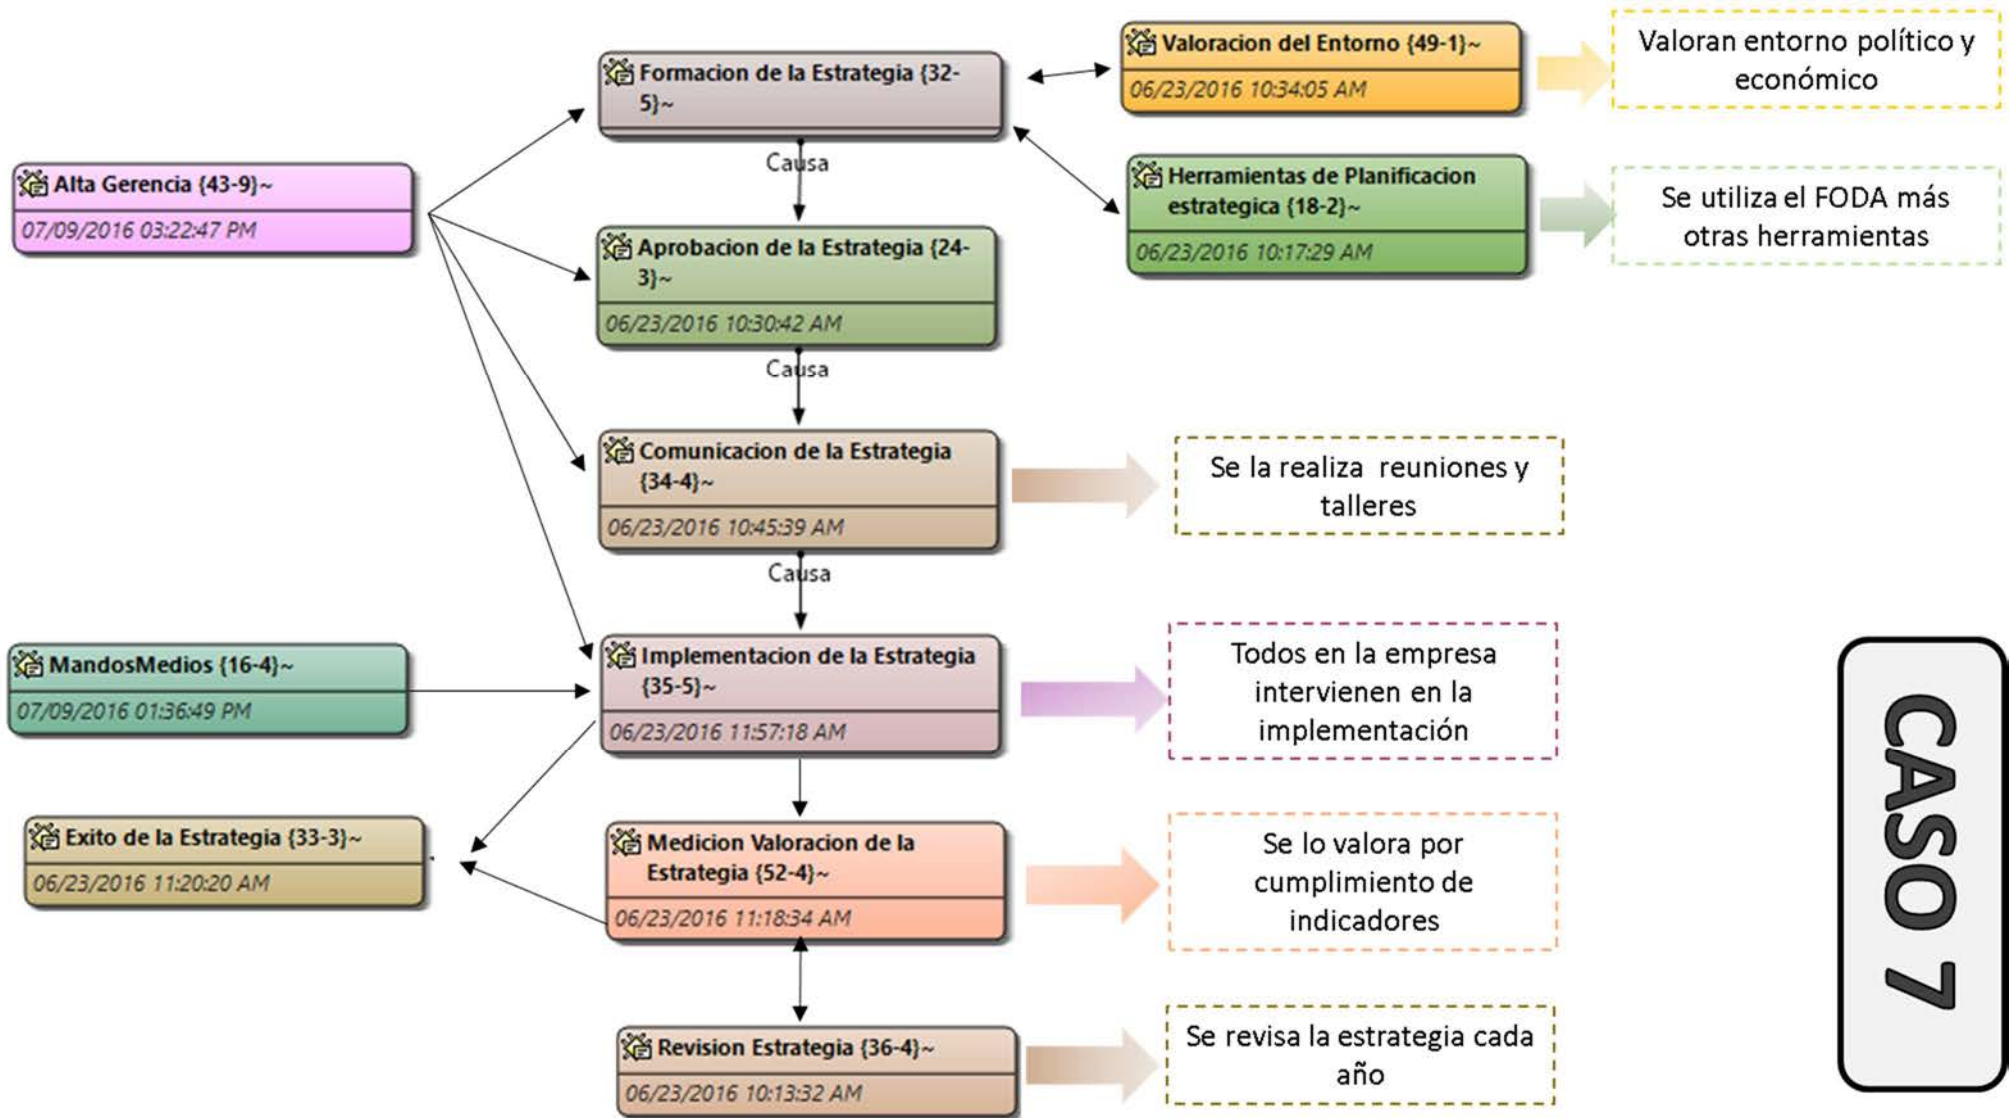 Formacion de la Estrategia {32-
5}~
Valoracion del Entorno {49-1}~
06/23/2016 10:34:05 AM
Valoran entorno político y
económico
Causa
Alta Gerencia {43-9}~
07/09/2016 03:22:47 PM
Herramientas de Planificacion
estrategica {18-2}~
06/23/2016 10:17:29 AM
Se utiliza el FODA más
otras herramientas
Aprobacion de la Estrategia {24-
3}~
06/23/2016 10:30:42 AM
Causa
Comunicacion de la Estrategia
{34-4}~
06/23/2016 10:45:39 AM
Se la realiza reuniones y
talleres
Causa
MandosMedios {16-4}~
07/09/2016 01:36:49 PM
Implementacion de la Estrategia
{35-5}~
06/23/2016 11:57:18 AM
Todos en la empresa
intervienen en la
implementación
Exito de la Estrategia {33-3}~
06/23/2016 11:20:20 AM
Medicion Valoracion de la
Estrategia {52-4}~
06/23/2016 11:18:34 AM
Se lo valora por
cumplimiento de
indicadores
Revision Estrategia {36-4}~
06/23/2016 10:13:32 AM
Se revisa la estrategia cada
año
CASO 7